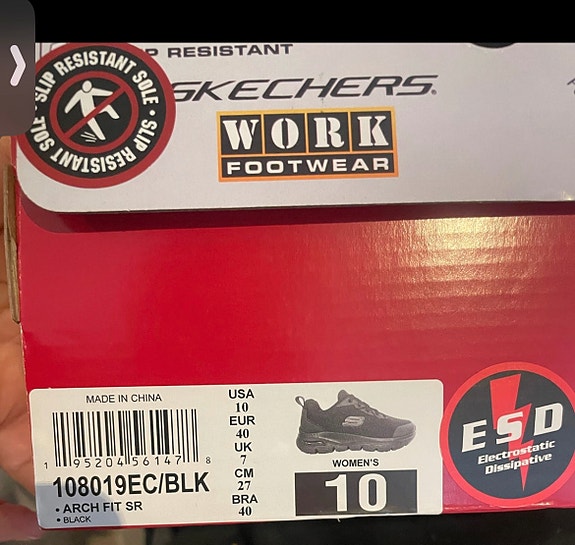 P RESISTANT
SLIP RESISTANT SOLE • SLIP RESISTANT SOLE •
SKECHERS.
WORK
FOOTWEAR
MADE IN CHINA
1 95204 56147 8
108019EC/BLK
• ARCH FIT SR
• BLACK
USA
10
EUR
40
UK
7
CM
27
BRA
40
WOMEN'S
10
ESD
Electrostatic
Dissipative